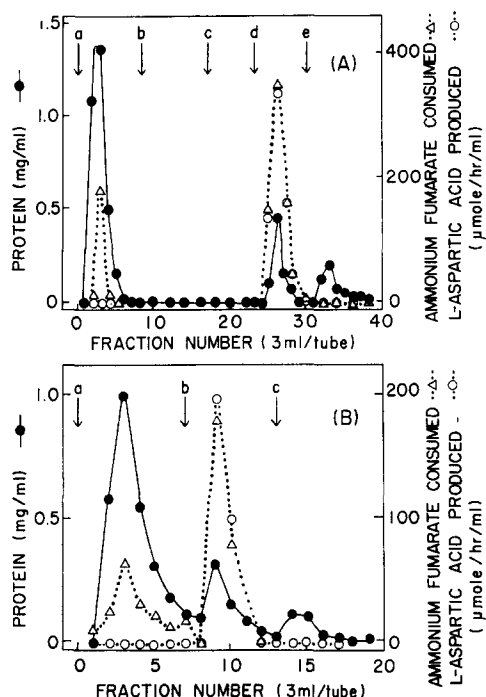 a b c d e
(A)
1.5
1.0
0.5
0
400
200
0
0 10 20 30 40
FRACTION NUMBER (3ml/tube)
PROTEIN (mg/ml)
AMMONIUM FUMARATE CONSUMED
L-ASPARTIC ACID PRODUCED
(μmole/hr/ml)
a b c
(B)
1.0
0.5
0
200
100
0
0 5 10 15 20
FRACTION NUMBER (3ml/tube)
PROTEIN (mg/ml)
AMMONIUM FUMARATE CONSUMED
L-ASPARTIC ACID PRODUCED -
(μmole/hr/ml)